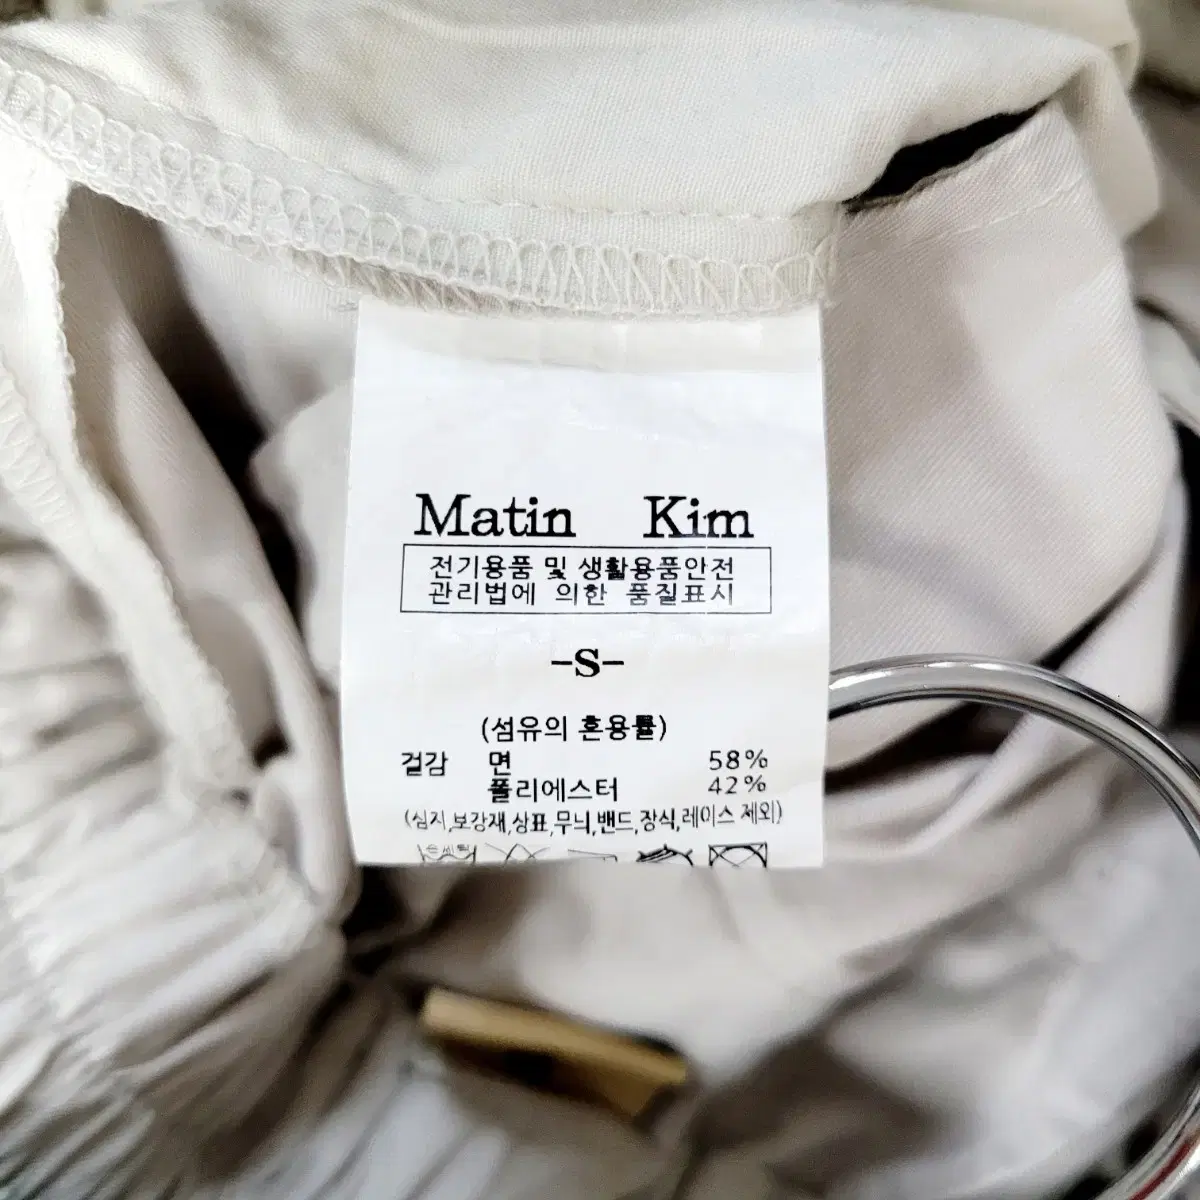 Matin Kim
전기용품 및 생활용품안전
관리법에 의한 품질표시
-S-
(섬유의 혼용률)
겉감 면 58%
폴리에스터 42%
(심지,보강재,상표,무늬,밴드,장식,레이스 제외)